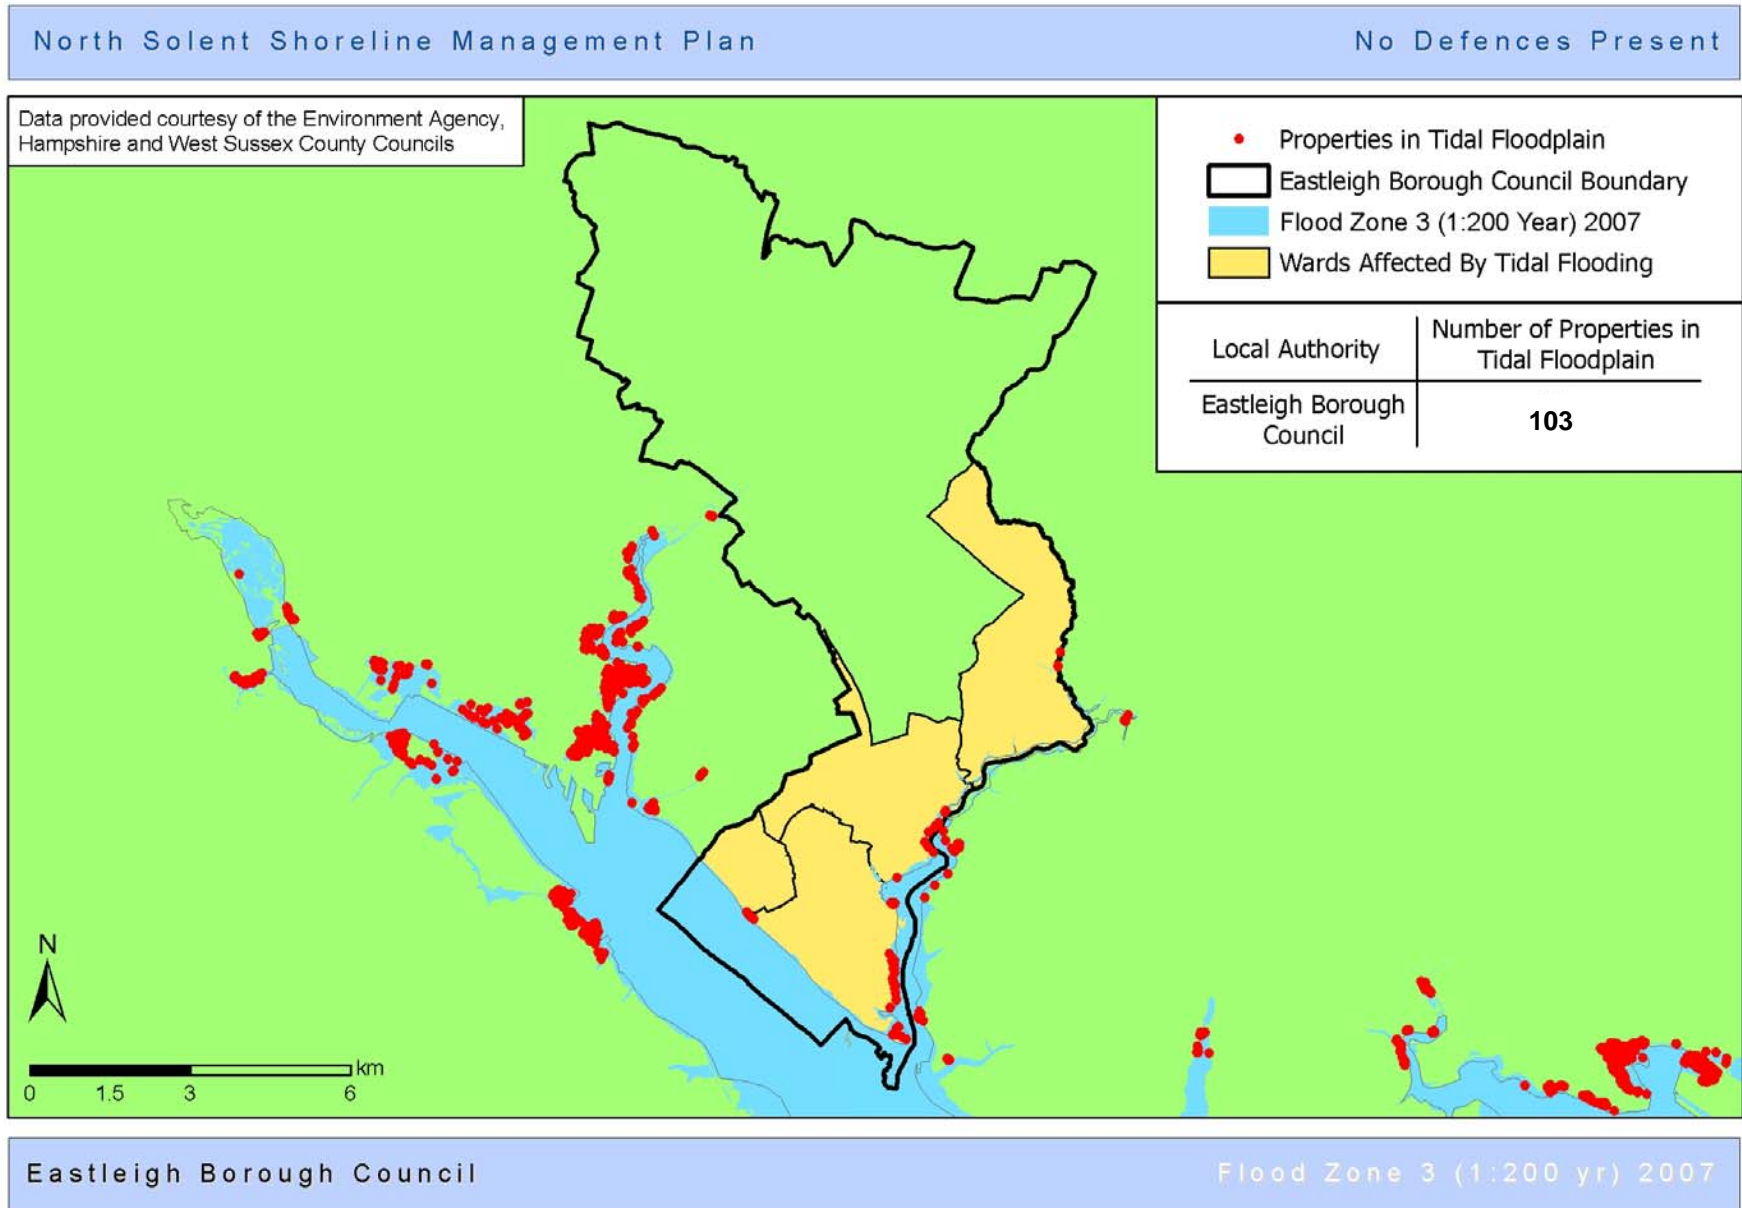 North Solent Shoreline Management Plan
No Defences Present
Data provided courtesy of the Environment Agency,
Hampshire and West Sussex County Councils
Properties in Tidal Floodplain
Eastleigh Borough Council Boundary
Flood Zone 3 (1:200 Year) 2007
Wards Affected By Tidal Flooding
Local Authority
Number of Properties in
Tidal Floodplain
Eastleigh Borough
Council
103
N
km
0 1.5 3 6
Eastleigh Borough Council
Flood Zone 3 (1:200 yr) 2007